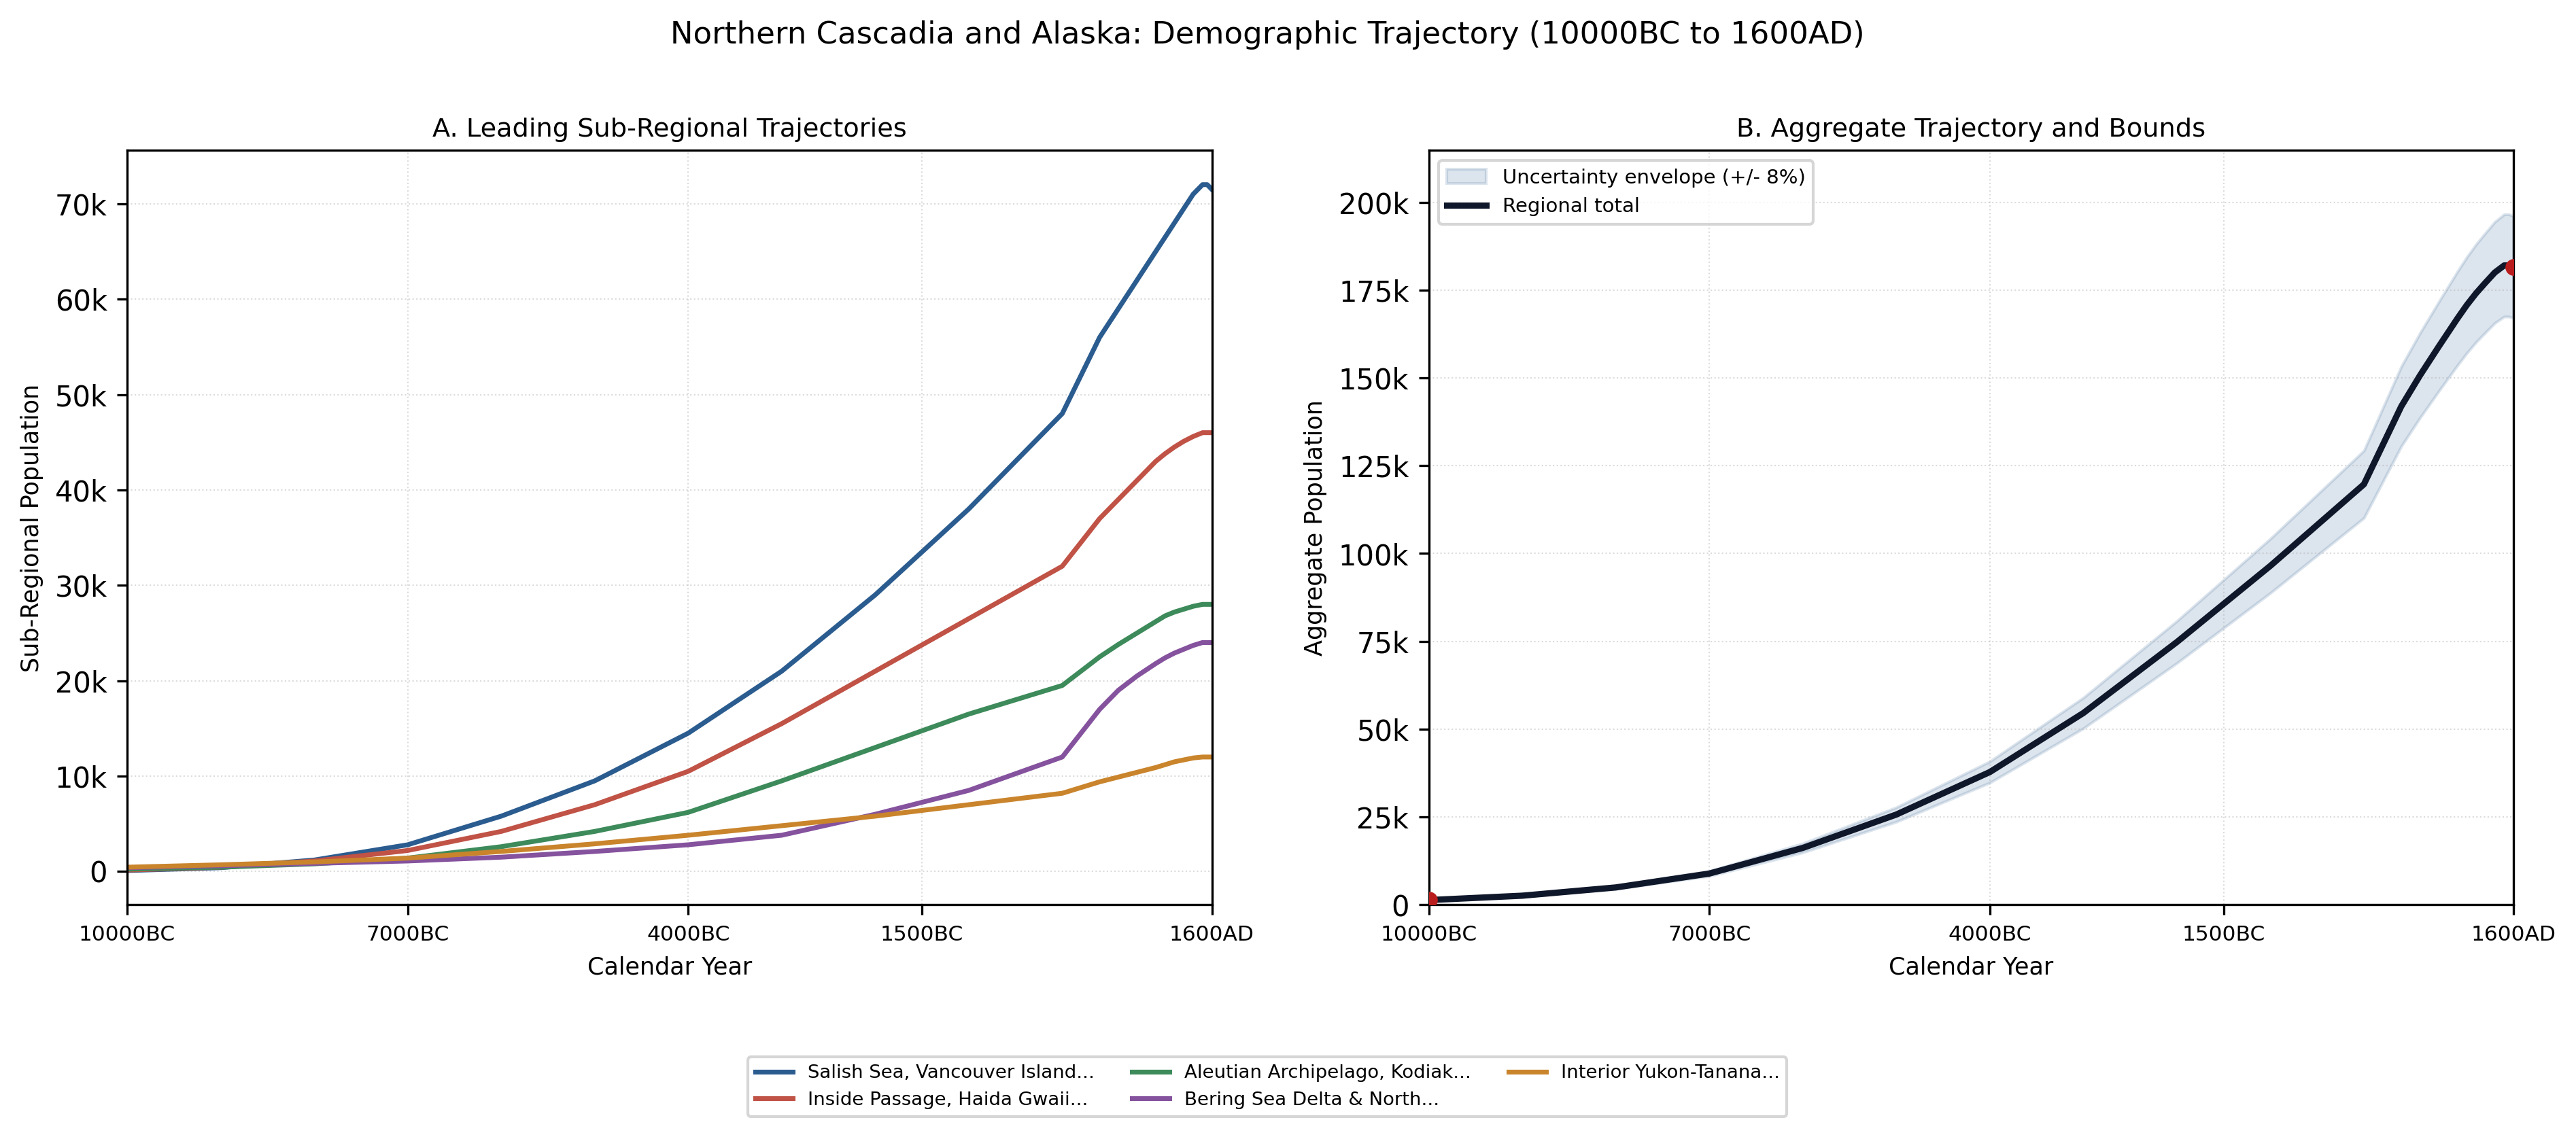 Northern Cascadia and Alaska: Demographic Trajectory (10000BC to 1600AD)
A. Leading Sub-Regional Trajectories
Sub-Regional Population
70k
60k
50k
40k
30k
20k
10k
0
10000BC 7000BC 4000BC 1500BC 1600AD
Calendar Year
B. Aggregate Trajectory and Bounds
Uncertainty envelope (+/- 8%)
Regional total
Aggregate Population
200k
175k
150k
125k
100k
75k
50k
25k
0
10000BC 7000BC 4000BC 1500BC 1600AD
Calendar Year
Salish Sea, Vancouver Island... Aleutian Archipelago, Kodiak... Interior Yukon-Tanana...
Inside Passage, Haida Gwaii... Bering Sea Delta & North...